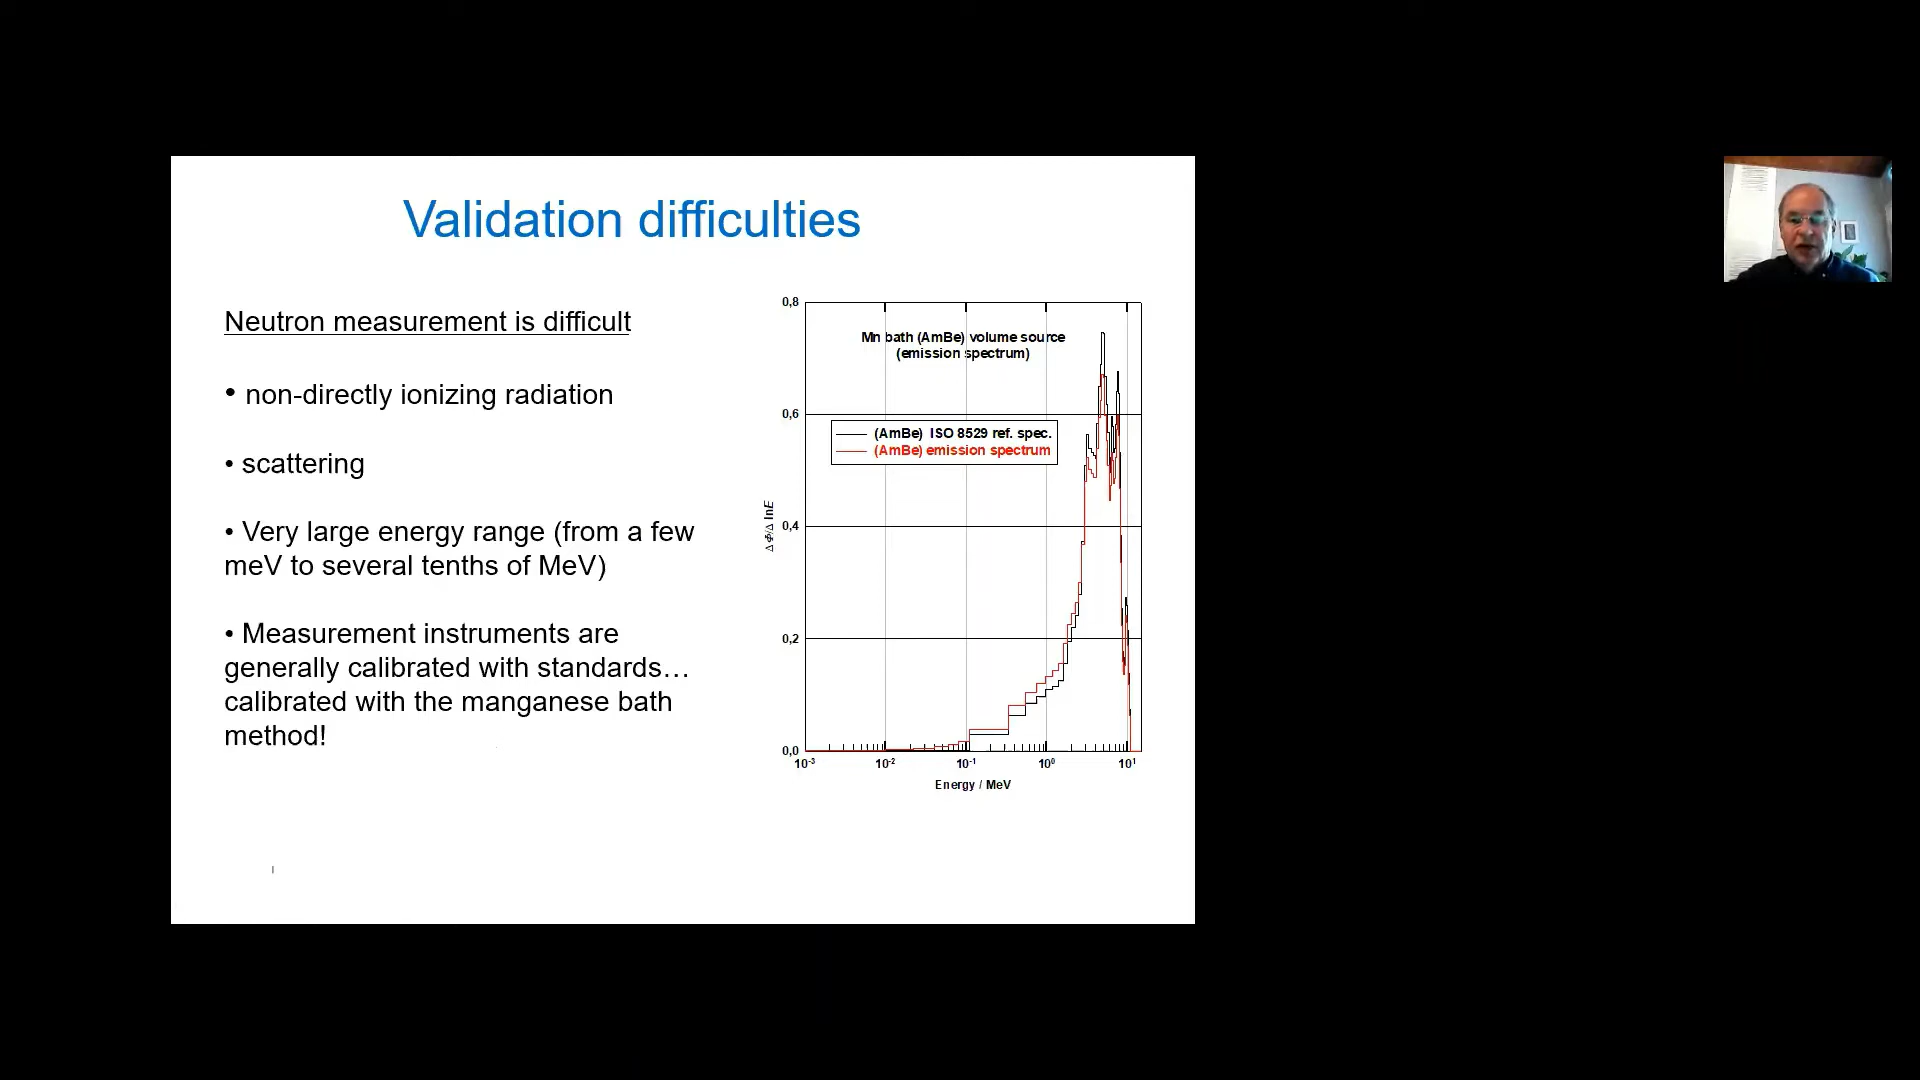 Validation difficulties
Neutron measurement is difficult
• non-directly ionizing radiation
• scattering
• Very large energy range (from a few
meV to several tenths of MeV)
• Measurement instruments are
generally calibrated with standards…
calibrated with the manganese bath
method!
Mn bath (AmBe) volume source
(emission spectrum)
(AmBe) ISO 8529 ref. spec.
(AmBe) emission spectrum
ΔΦ/Δ lnE
0,8
0,6
0,4
0,2
0,0
10⁻³ 10⁻² 10⁻¹ 10⁰ 10¹
Energy / MeV